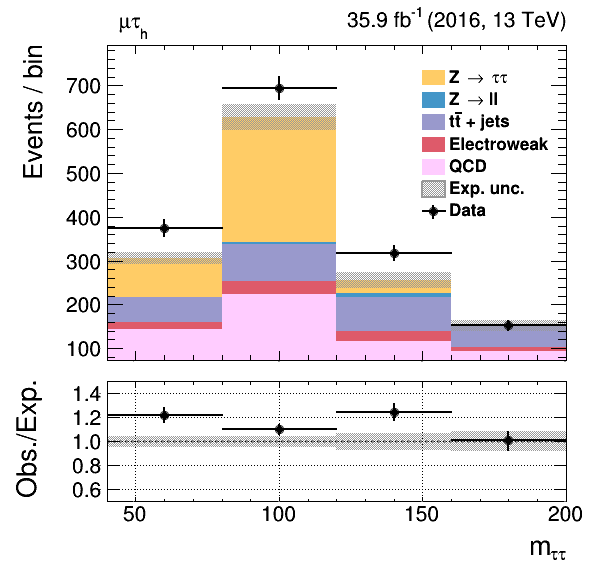 μτh 35.9 fb-1 (2016, 13 TeV)
Events / bin
700
600
500
400
300
200
100
Z → ττ
Z → ll
tt̅ + jets
Electroweak
QCD
Exp. unc.
Data
Obs./Exp.
1.4
1.2
1.0
0.8
0.6
50 100 150 200
mττ